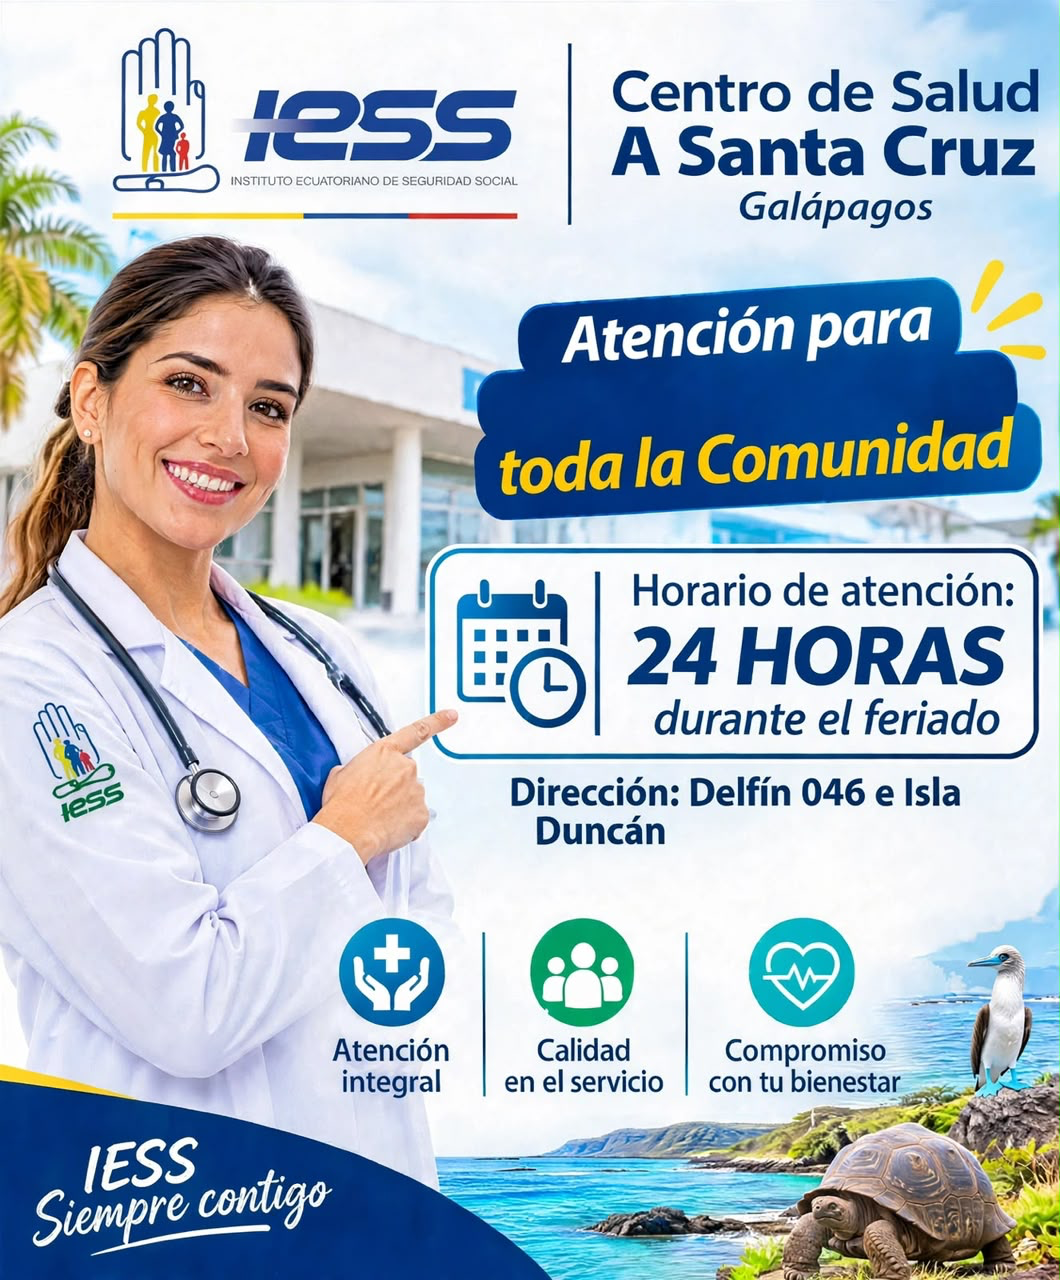 IESS
INSTITUTO ECUATORIANO DE SEGURIDAD SOCIAL
Centro de Salud
A Santa Cruz
Galápagos
Atención para
toda la Comunidad
Horario de atención:
24 HORAS
durante el feriado
Dirección: Delfín 046 e Isla
Duncán
IESS
Atención
integral
Calidad
en el servicio
Compromiso
con tu bienestar
IESS
Siempre contigo